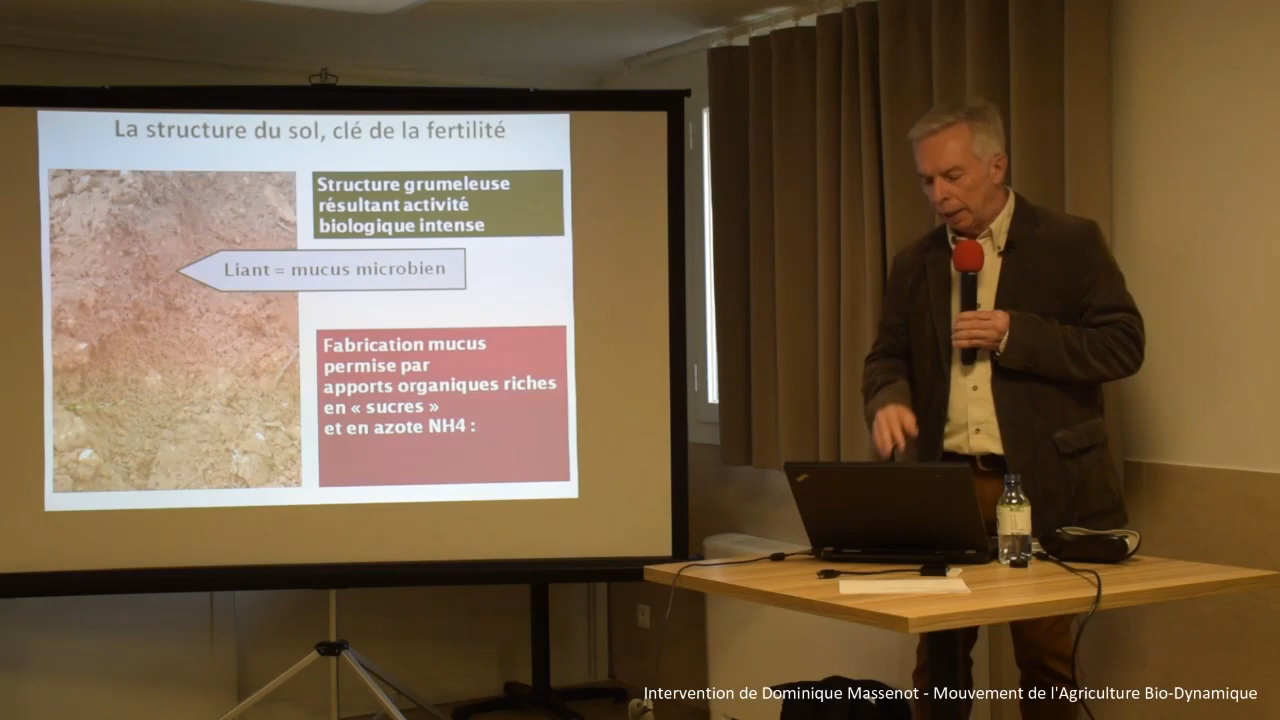 La structure du sol, clé de la fertilité
Structure grumeleuse
résultant activité
biologique intense
Liant = mucus microbien
Fabrication mucus
permise par
apports organiques riches
en « sucres »
et en azote NH4 :
Intervention de Dominique Massenot - Mouvement de l'Agriculture Bio-Dynamique